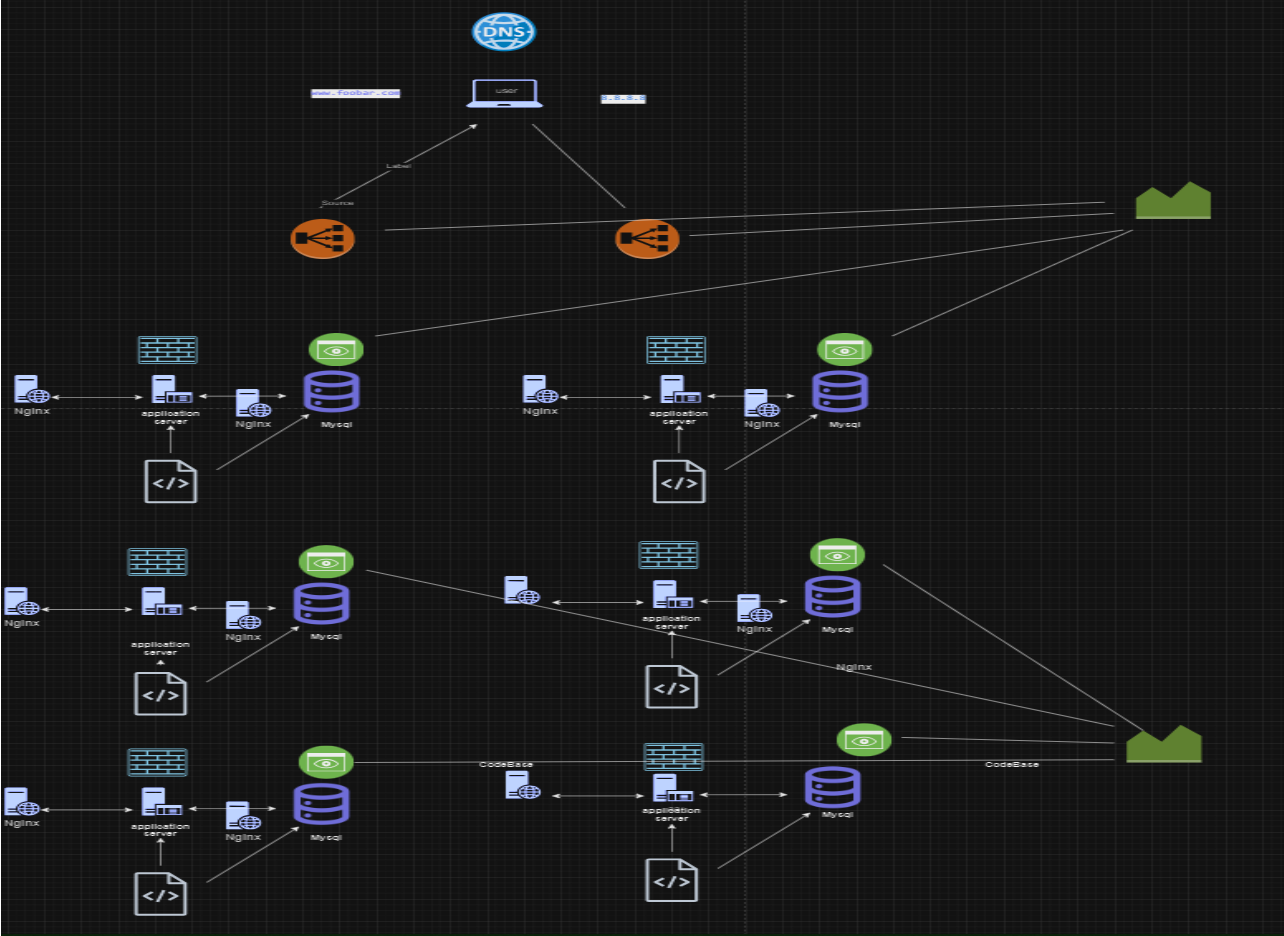 DNS
user
www.foobar.com
8.8.8.8
Label
Source
Nginx
application
server
Nginx
Mysql
Nginx
application
server
Nginx
Mysql
Nginx
application
server
Nginx
Mysql
application
server
Nginx
Mysql
Nginx
</>
</>
</>
</>
CodeBase
CodeBase
Nginx
application
server
Nginx
Mysql
application
server
Mysql
</>
</>